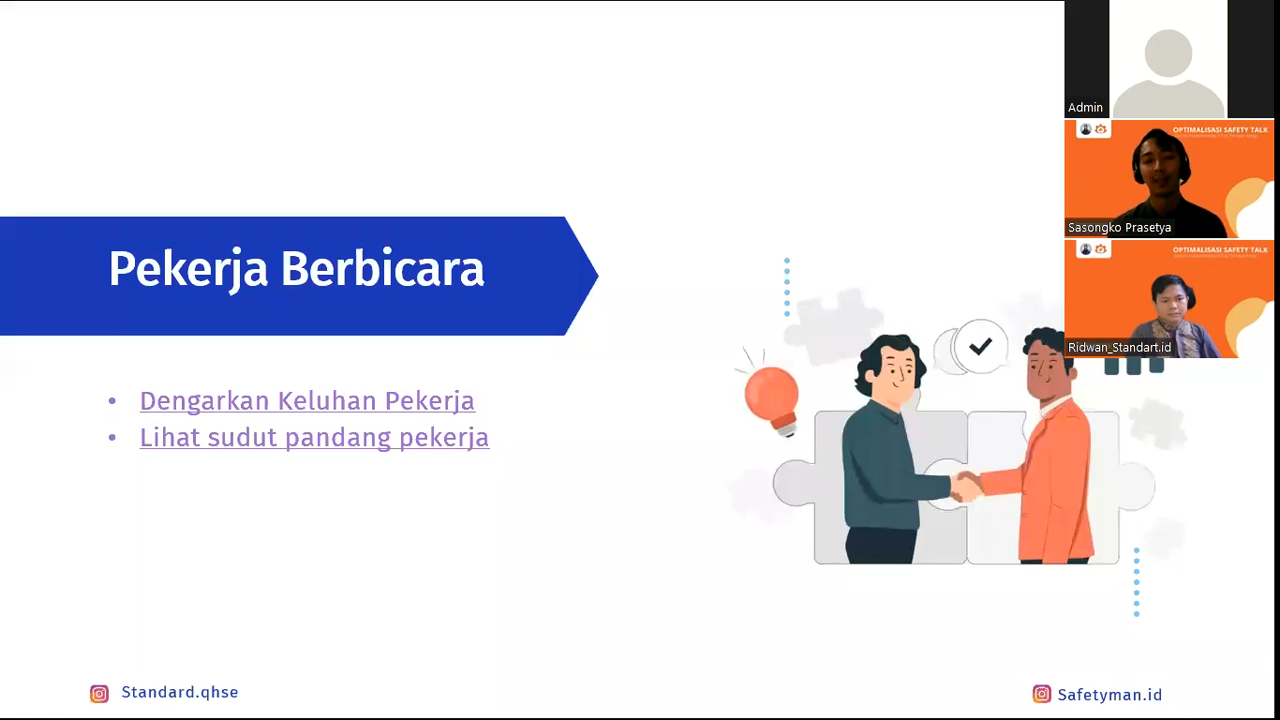 Pekerja Berbicara
• Dengarkan Keluhan Pekerja
• Lihat sudut pandang pekerja
Standard.qhse
Safetyman.id
Admin
OPTIMALISASI SAFETY TALK
Sasongko Prasetya
OPTIMALISASI SAFETY TALK
Ridwan_Standart.id